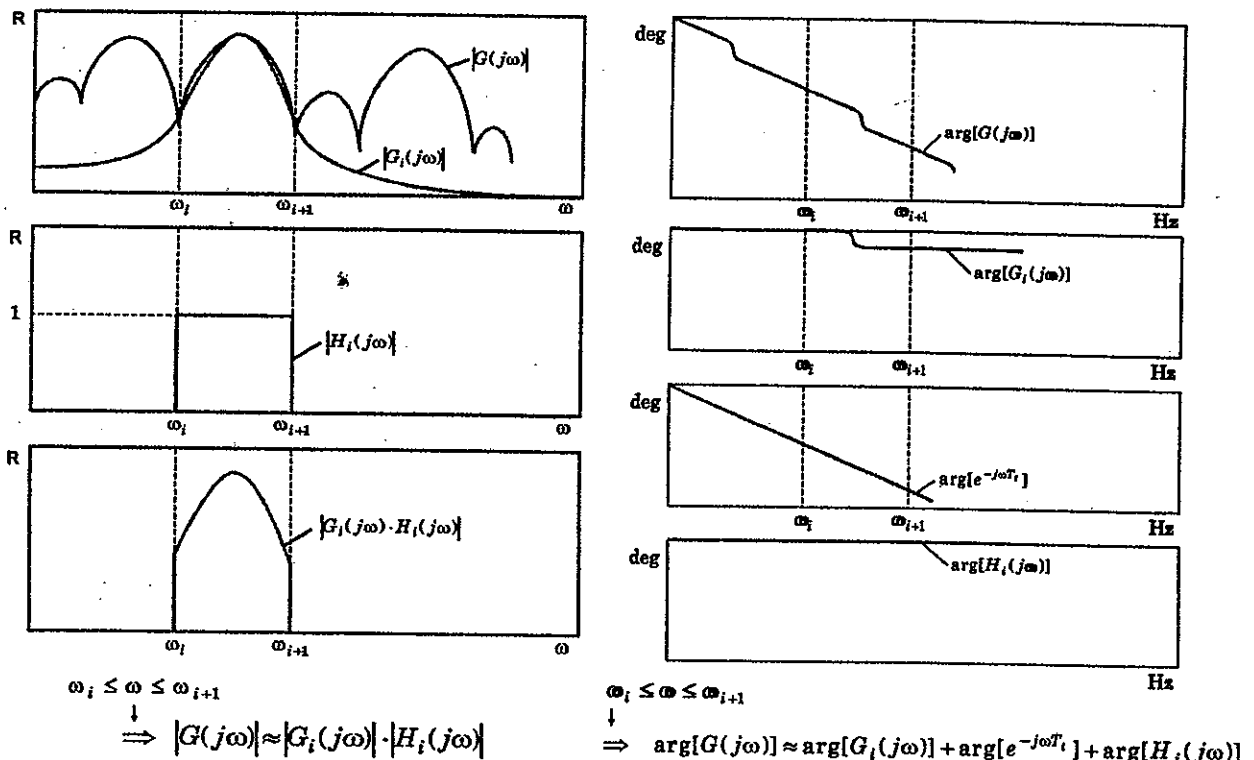 R
|G(jω)|
|G_i(jω)|
ω_i ω_{i+1} ω
R
1
|H_i(jω)|
ω_i ω_{i+1} ω
R
|G_i(jω)·H_i(jω)|
ω_i ω_{i+1} ω
ω_i ≤ ω ≤ ω_{i+1}
↓
⇒ |G(jω)|≈|G_i(jω)|·|H_i(jω)|
deg
arg[G(jω)]
ω_i ω_{i+1}
Hz
deg
arg[G_i(jω)]
ω_i ω_{i+1}
Hz
deg
arg[e^{-jωT_t}]
ω_i ω_{i+1}
Hz
deg
arg[H_i(jω)]
Hz
ω_i ≤ ω ≤ ω_{i+1}
↓
⇒ arg[G(jω)] ≈ arg[G_i(jω)] + arg[e^{-jωT_t}] + arg[H_i(jω)]